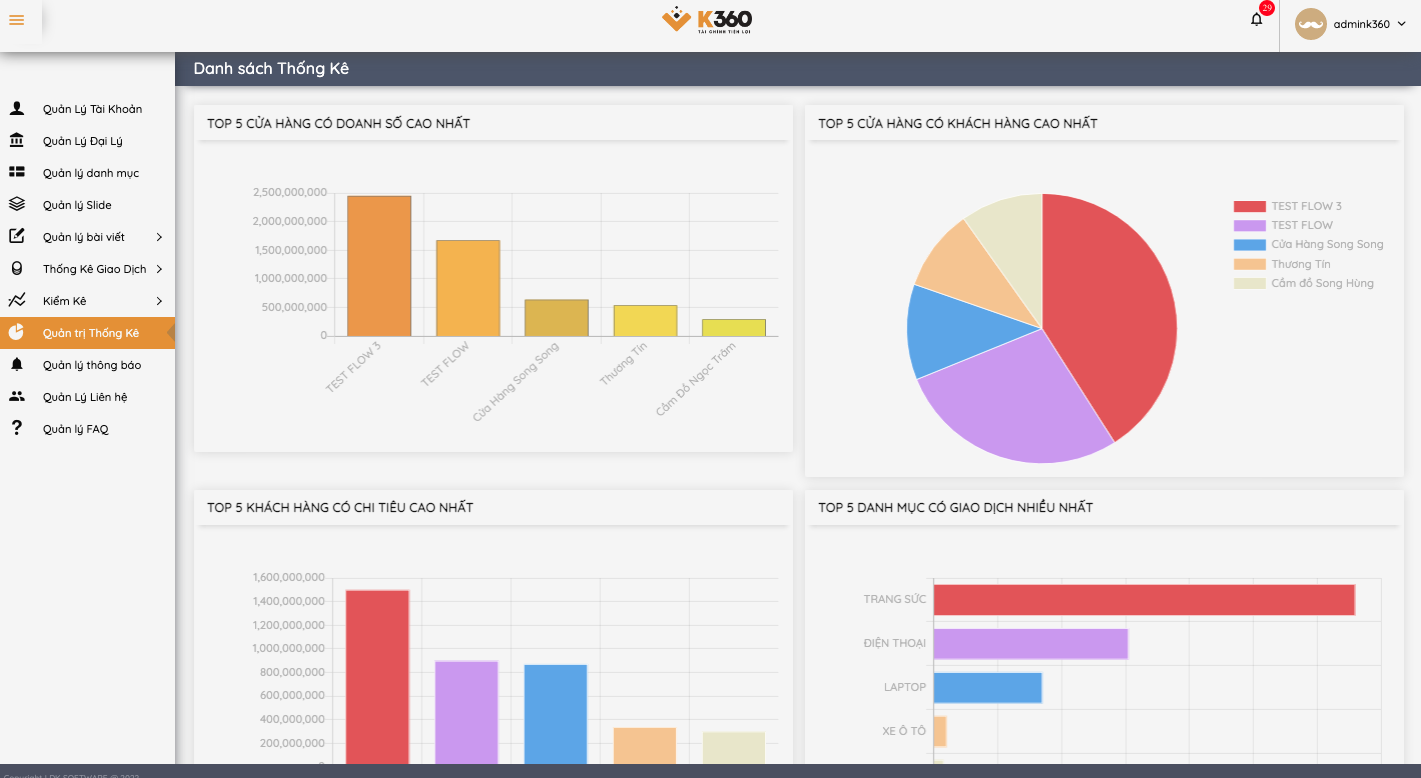 K360
TÀI CHÍNH TIỆN LỢI
29
admink360
Danh sách Thống Kê
Quản Lý Tài Khoản
Quản Lý Đại Lý
Quản lý danh mục
Quản lý Slide
Quản lý bài viết
Thống Kê Giao Dịch
Kiểm Kê
Quản trị Thống Kê
Quản lý thông báo
Quản Lý Liên hệ
Quản lý FAQ
TOP 5 CỬA HÀNG CÓ DOANH SỐ CAO NHẤT
2,500,000,000
2,000,000,000
1,500,000,000
1,000,000,000
500,000,000
0
TEST FLOW 3
TEST FLOW
Cửa Hàng Song Song
Thương Tín
Cầm Đồ Ngọc Trâm
TOP 5 CỬA HÀNG CÓ KHÁCH HÀNG CAO NHẤT
TEST FLOW 3
TEST FLOW
Cửa Hàng Song Song
Thương Tín
Cầm đồ Song Hùng
TOP 5 KHÁCH HÀNG CÓ CHI TIÊU CAO NHẤT
1,600,000,000
1,400,000,000
1,200,000,000
1,000,000,000
800,000,000
600,000,000
400,000,000
200,000,000
TOP 5 DANH MỤC CÓ GIAO DỊCH NHIỀU NHẤT
TRANG SỨC
ĐIỆN THOẠI
LAPTOP
XE Ô TÔ